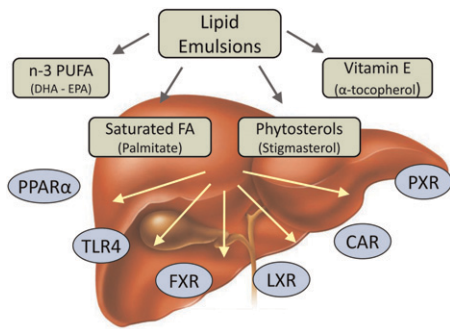 Lipid
Emulsions
n-3 PUFA
(DHA - EPA)
Vitamin E
(α-tocopherol)
Saturated FA
(Palmitate)
Phytosterols
(Stigmasterol)
PPARα
PXR
TLR4
CAR
FXR
LXR